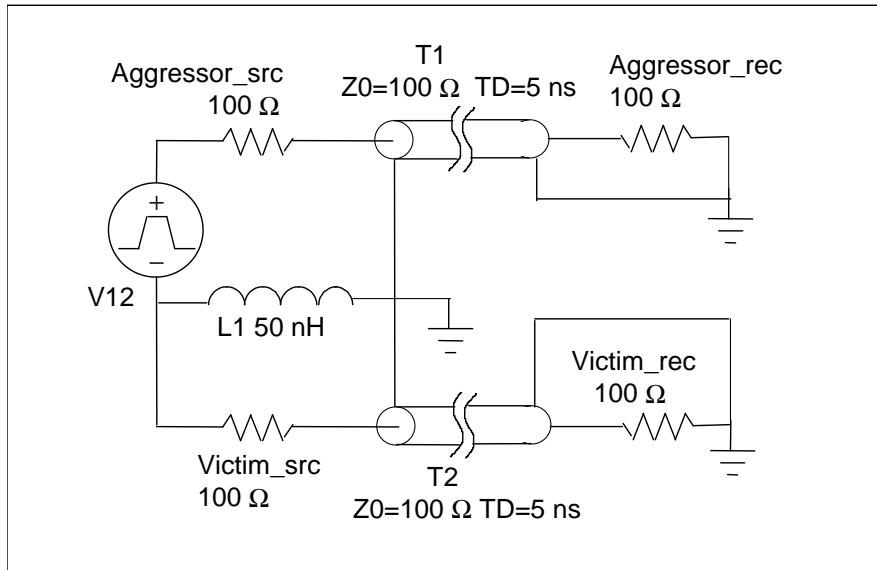 T1
Z0=100 Ω TD=5 ns
Aggressor_src
100 Ω
Aggressor_rec
100 Ω
+
−
V12
L1 50 nH
Victim_rec
100 Ω
Victim_src
100 Ω
T2
Z0=100 Ω TD=5 ns